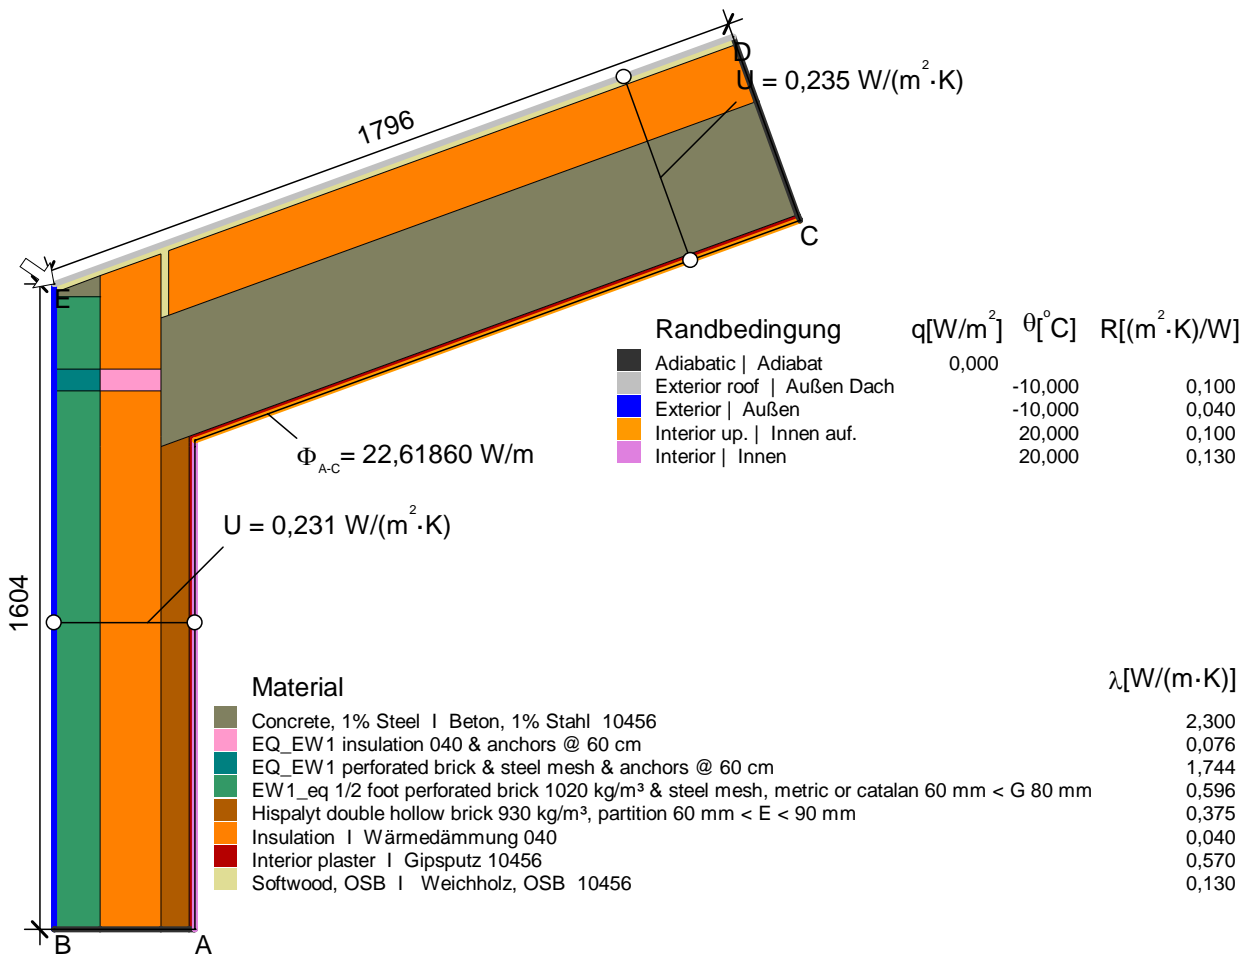 D
U = 0,235 W/(m²·K)
1796
C
E
Randbedingung q[W/m²] θ[°C] R[(m²·K)/W]
Adiabatic | Adiabat 0,000
Exterior roof | Außen Dach -10,000 0,100
Exterior | Außen -10,000 0,040
Interior up. | Innen auf. 20,000 0,100
Interior | Innen 20,000 0,130
ΦA-C = 22,61860 W/m
U = 0,231 W/(m²·K)
1604
Material λ[W/(m·K)]
Concrete, 1% Steel I Beton, 1% Stahl 10456 2,300
EQ_EW1 insulation 040 & anchors @ 60 cm 0,076
EQ_EW1 perforated brick & steel mesh & anchors @ 60 cm 1,744
EW1_eq 1/2 foot perforated brick 1020 kg/m³ & steel mesh, metric or catalan 60 mm < G 80 mm 0,596
Hispalyt double hollow brick 930 kg/m³, partition 60 mm < E < 90 mm 0,375
Insulation I Wärmedämmung 040 0,040
Interior plaster I Gipsputz 10456 0,570
Softwood, OSB I Weichholz, OSB 10456 0,130
B A